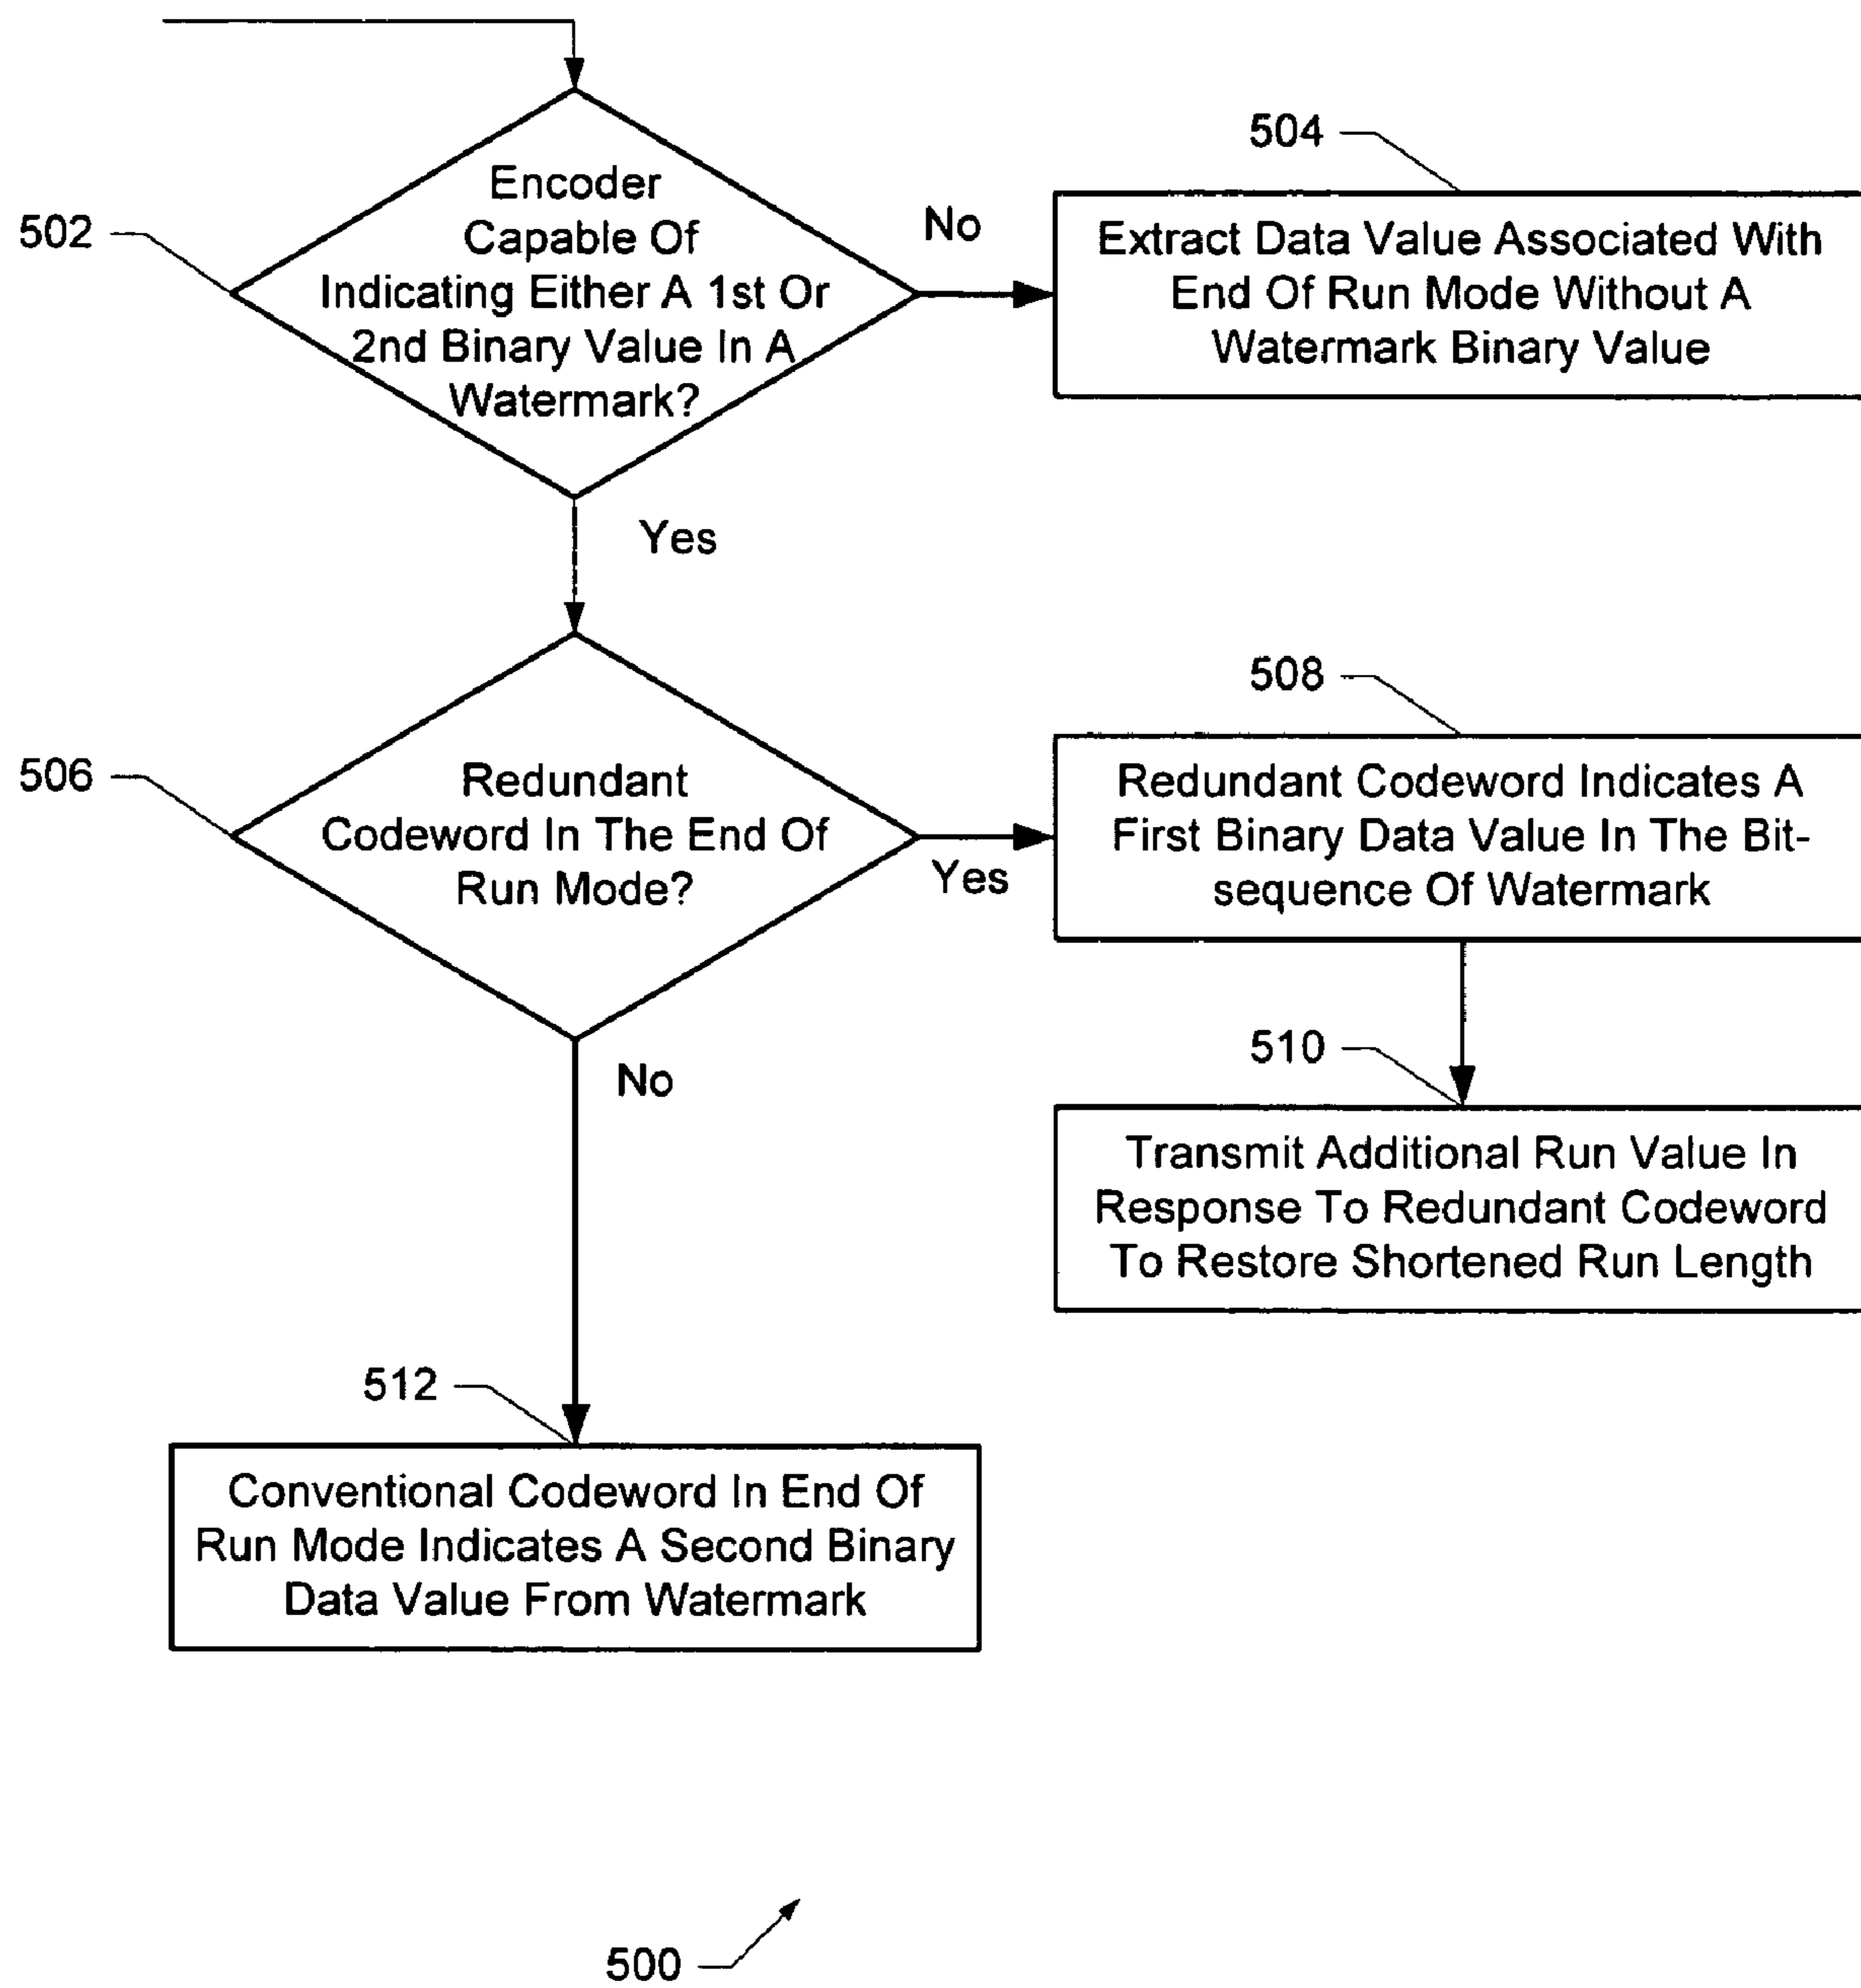 502
Encoder
Capable Of
Indicating Either A 1st Or
2nd Binary Value In A
Watermark?
No
504
Extract Data Value Associated With
End Of Run Mode Without A
Watermark Binary Value
Yes
506
Redundant
Codeword In The End Of
Run Mode?
Yes
508
Redundant Codeword Indicates A
First Binary Data Value In The Bit-
sequence Of Watermark
No
510
Transmit Additional Run Value In
Response To Redundant Codeword
To Restore Shortened Run Length
512
Conventional Codeword In End Of
Run Mode Indicates A Second Binary
Data Value From Watermark
500